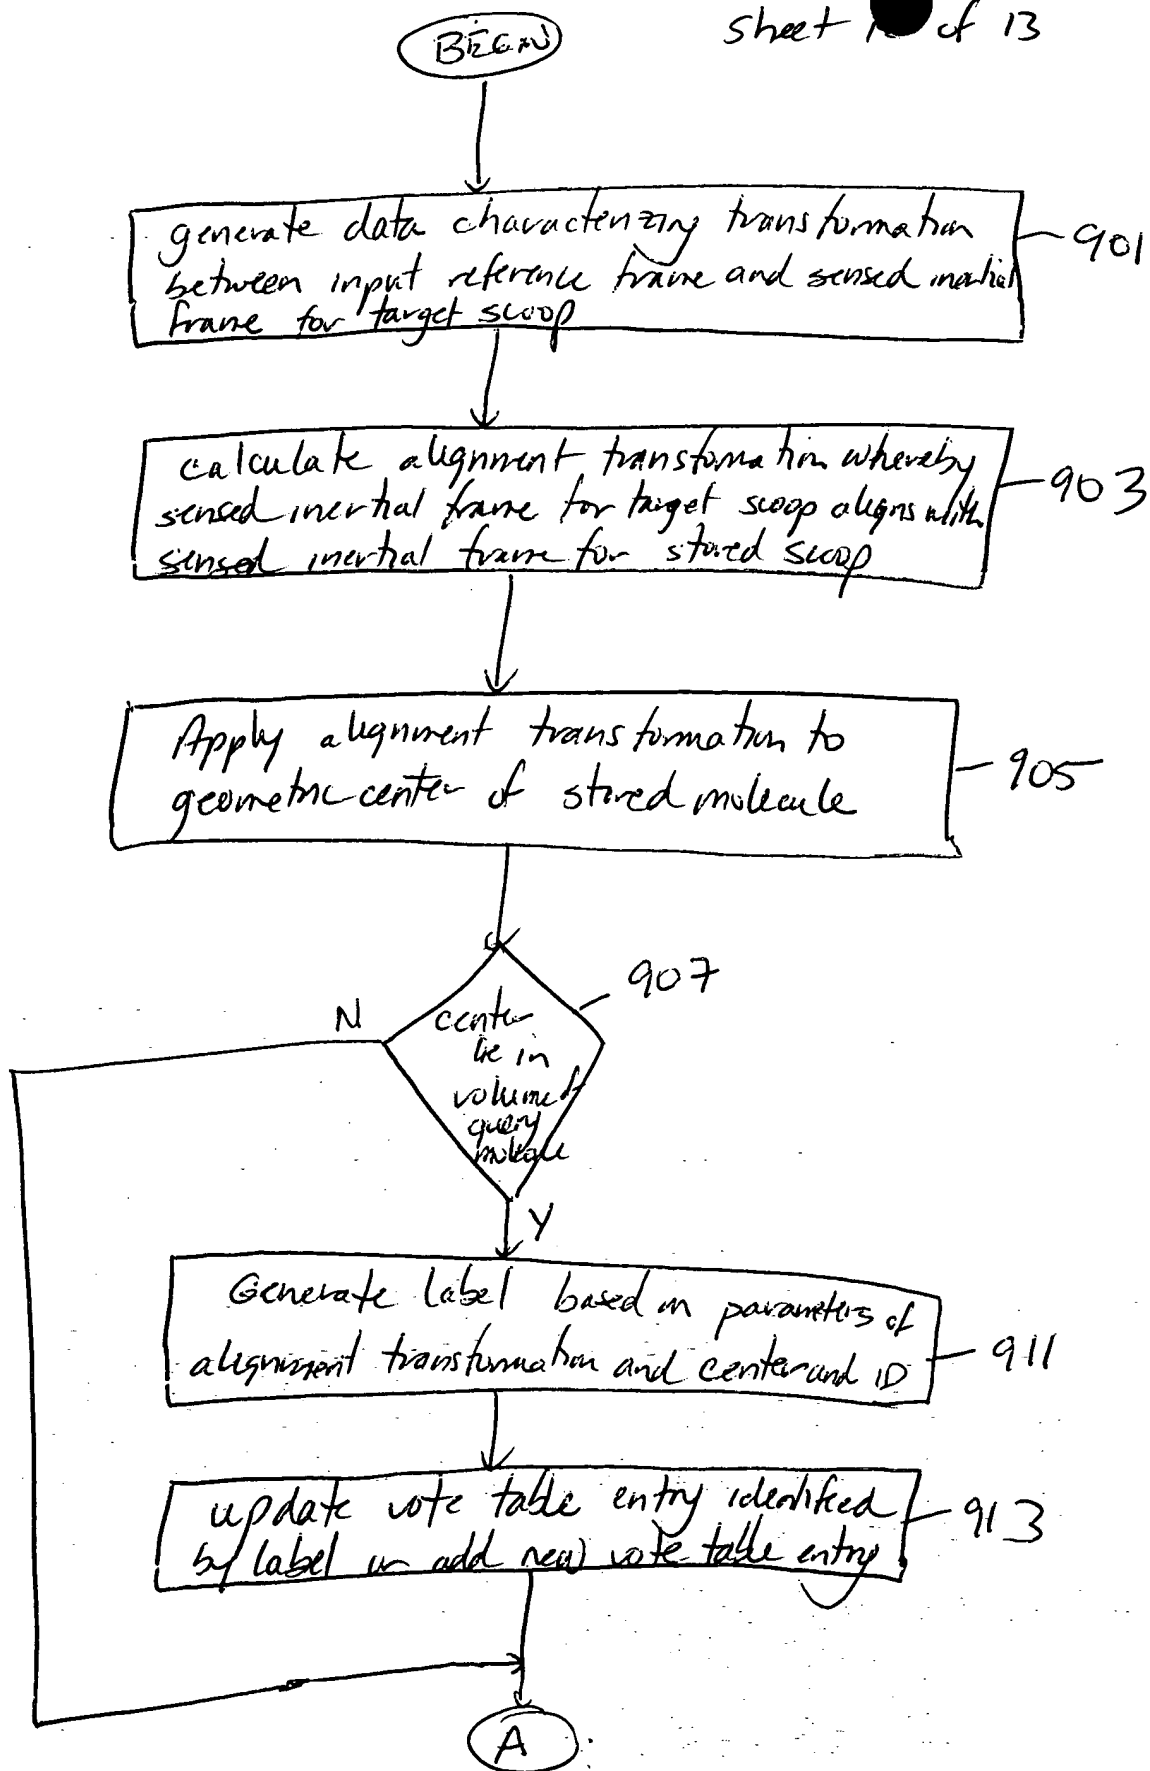 sheet 1 of 13
BEGIN
generate data characterizing transformation
between input reference frame and sensed inertial
frame for target scoop
901
calculate alignment transformation whereby
sensed inertial frame for target scoop aligns with
sensed inertial frame for stored scoop
903
Apply alignment transformation to
geometric center of stored molecule
905
907
center
lie in
volume of
query
molecule
N
Y
Generate label based on parameters of
alignment transformation and center and ID
911
update vote table entry identified
by label or add new vote table entry
913
A